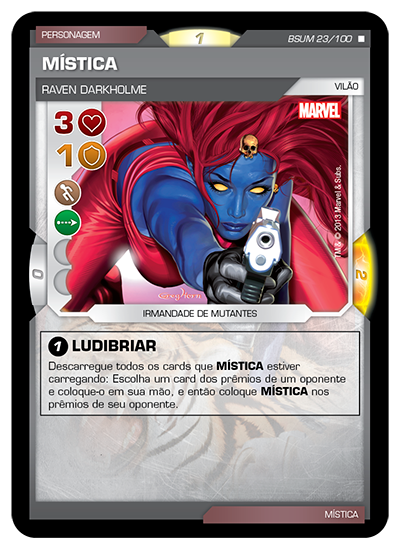 PERSONAGEM
1
BSUM 23/100
MÍSTICA
RAVEN DARKHOLME
VILÃO
MARVEL
3
1
TM & © 2013 Marvel & Subs.
0
2
GregHorn
IRMANDADE DE MUTANTES
1 LUDIBRIAR
Descarregue todos os cards que MÍSTICA estiver
carregando: Escolha um card dos prêmios de um oponente
e coloque-o em sua mão, e então coloque MÍSTICA nos
prêmios de seu oponente.
MÍSTICA